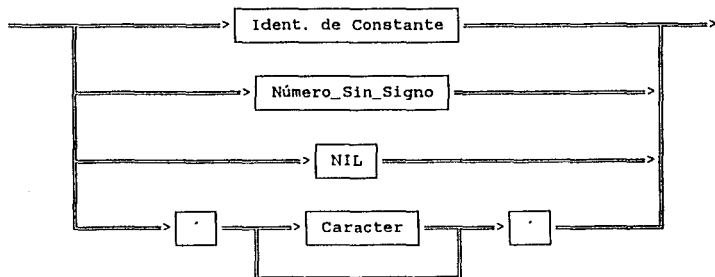 Ident. de Constante
Número_Sin_Signo
NIL
´ Caracter ´